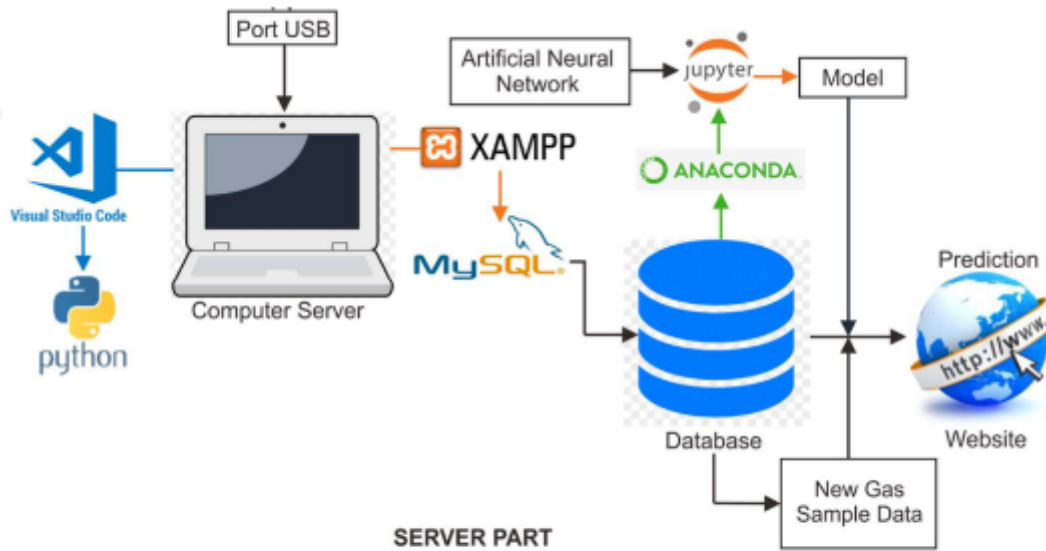 Port USB
Artificial Neural
Network
jupyter
Model
XAMPP
ANACONDA
Visual Studio Code
MySQL
Prediction
Computer Server
python
http://www.
Database
Website
New Gas
Sample Data
SERVER PART